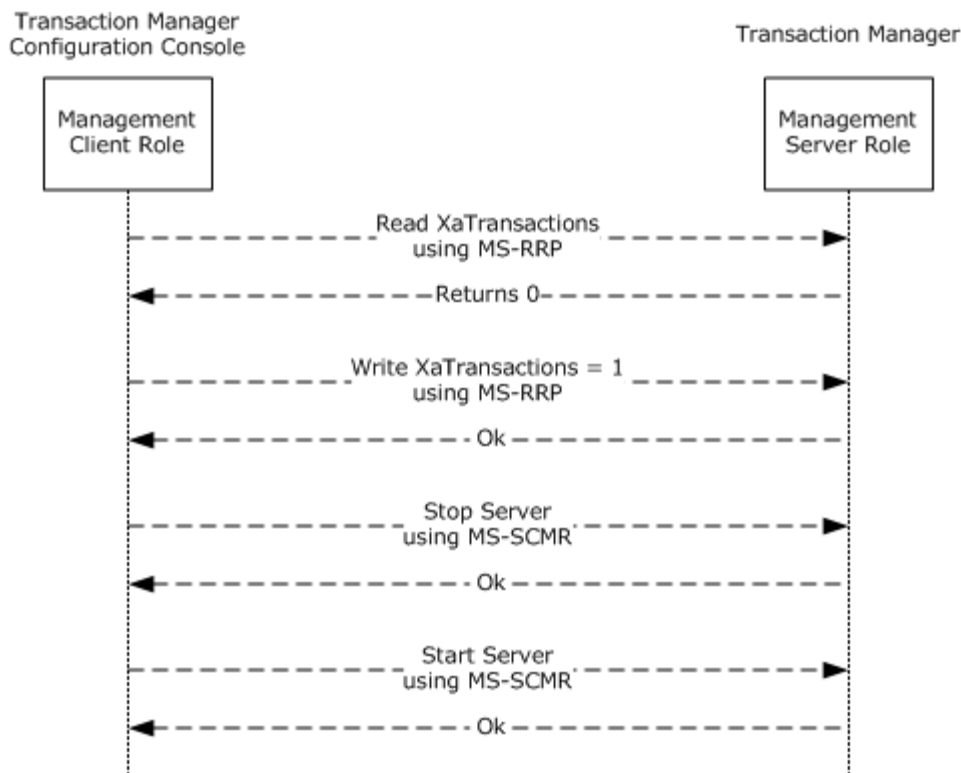 Transaction Manager
Configuration Console
Transaction Manager
Management
Client Role
Management
Server Role
Read XaTransactions
using MS-RRP
Returns 0
Write XaTransactions = 1
using MS-RRP
Ok
Stop Server
using MS-SCMR
Ok
Start Server
using MS-SCMR
Ok